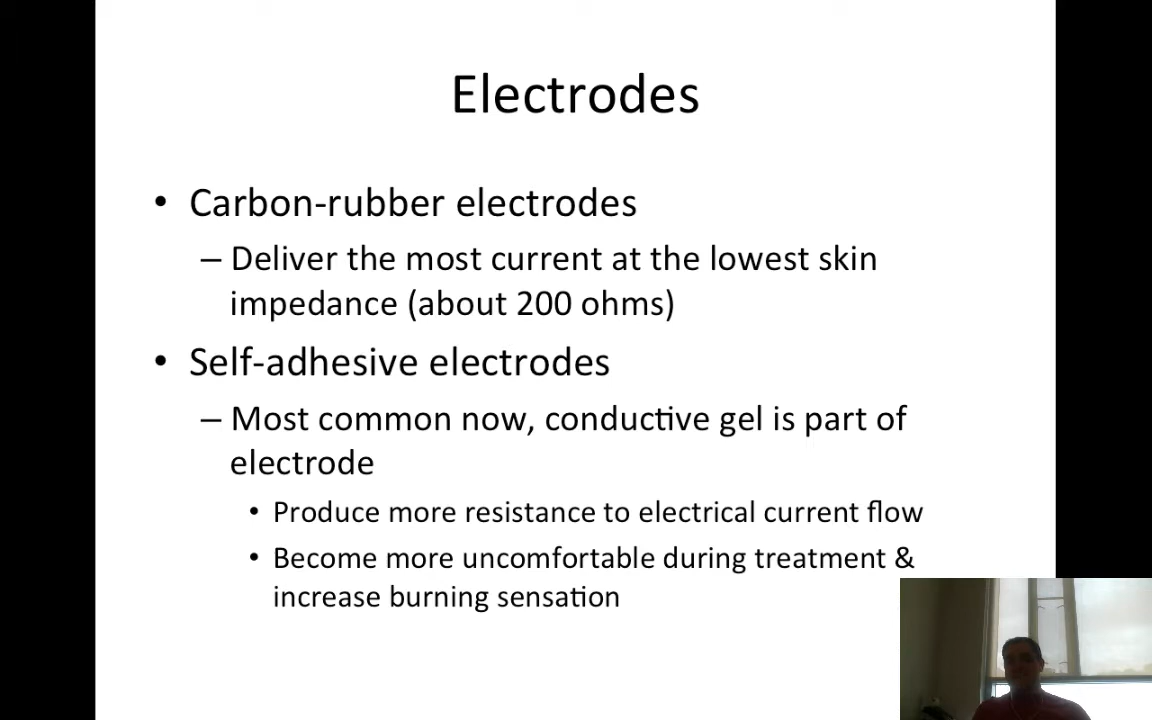 Electrodes
• Carbon-rubber electrodes
– Deliver the most current at the lowest skin
impedance (about 200 ohms)
• Self-adhesive electrodes
– Most common now, conductive gel is part of
electrode
• Produce more resistance to electrical current flow
• Become more uncomfortable during treatment &
increase burning sensation